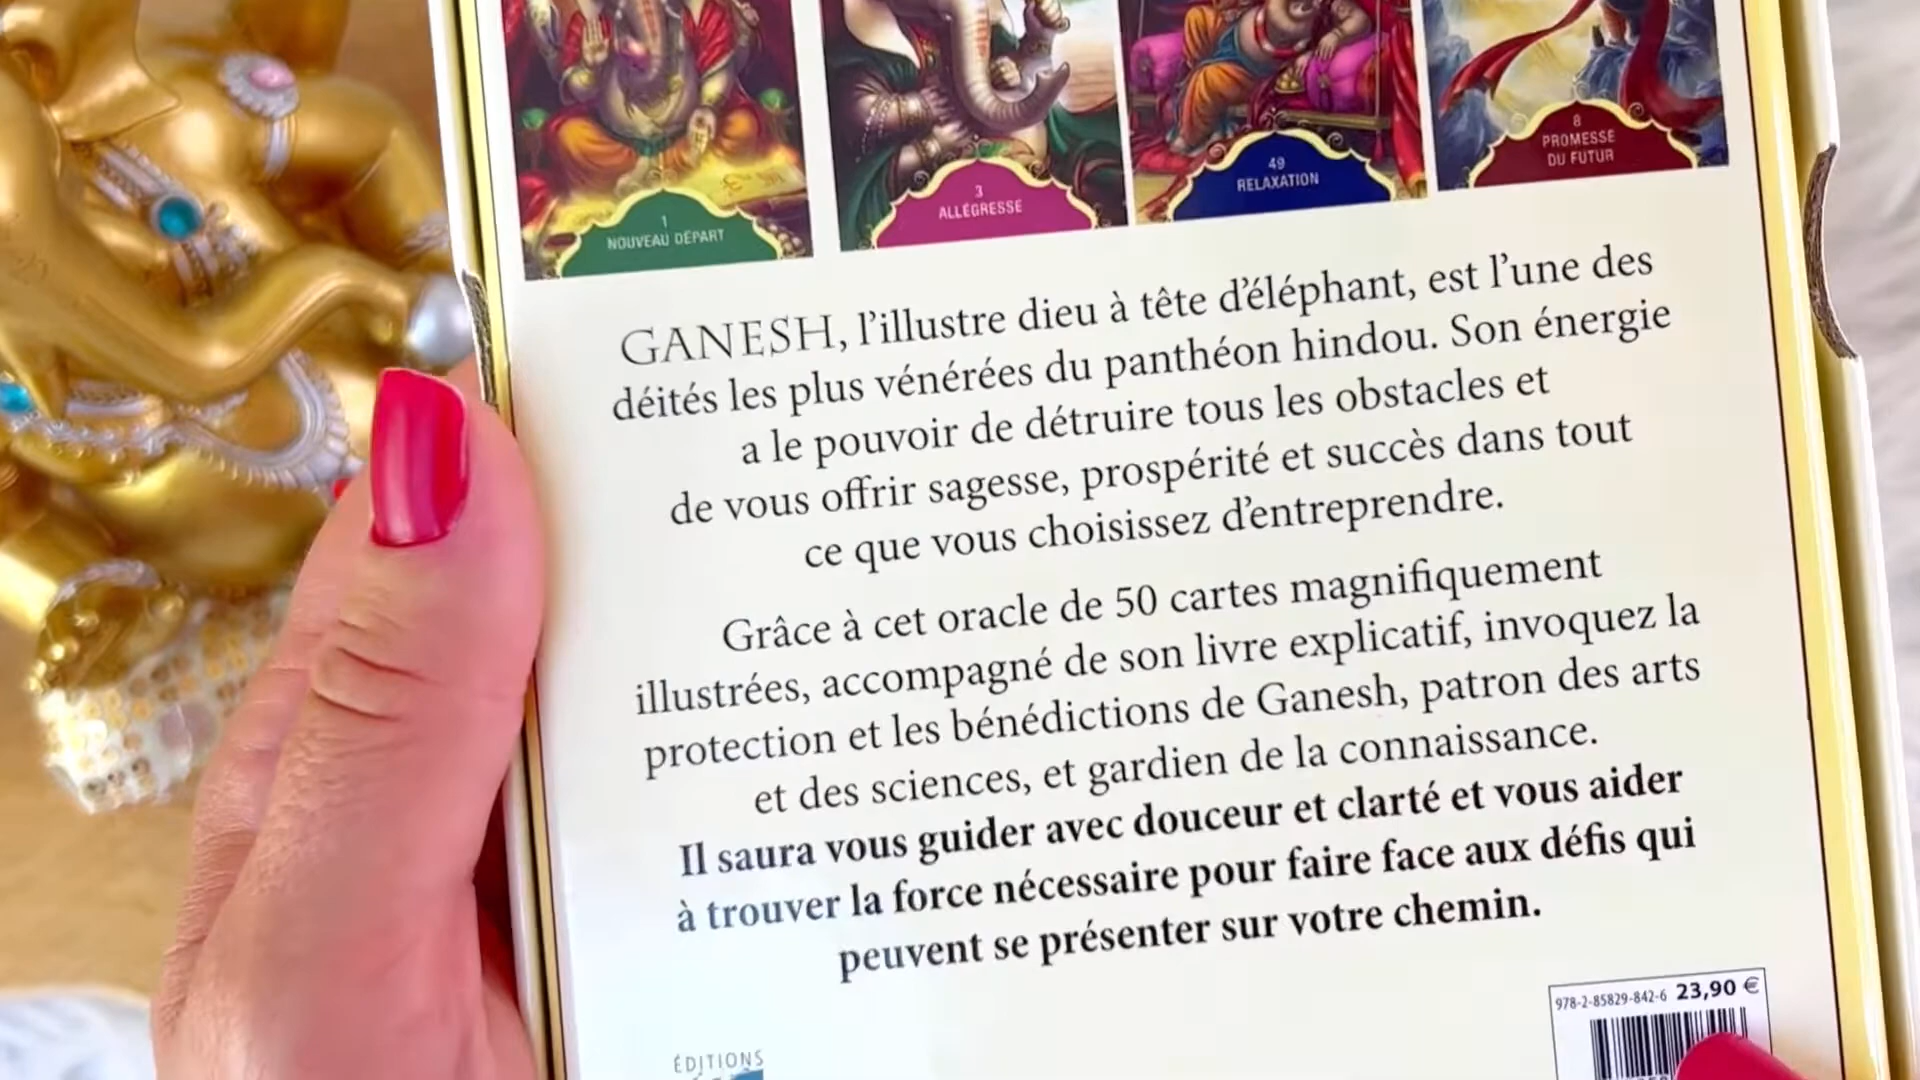 1
NOUVEAU DÉPART
3
ALLÉGRESSE
49
RELAXATION
8
PROMESSE
DU FUTUR
GANESH, l’illustre dieu à tête d’éléphant, est l’une des
déités les plus vénérées du panthéon hindou. Son énergie
a le pouvoir de détruire tous les obstacles et
de vous offrir sagesse, prospérité et succès dans tout
ce que vous choisissez d’entreprendre.
Grâce à cet oracle de 50 cartes magnifiquement
illustrées, accompagné de son livre explicatif, invoquez la
protection et les bénédictions de Ganesh, patron des arts
et des sciences, et gardien de la connaissance.
Il saura vous guider avec douceur et clarté et vous aider
à trouver la force nécessaire pour faire face aux défis qui
peuvent se présenter sur votre chemin.
978-2-85829-842-6 23,90 €
ÉDITIONS